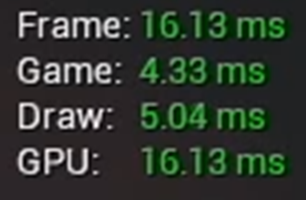 Frame: 16.13 ms
Game: 4.33 ms
Draw: 5.04 ms
GPU: 16.13 ms